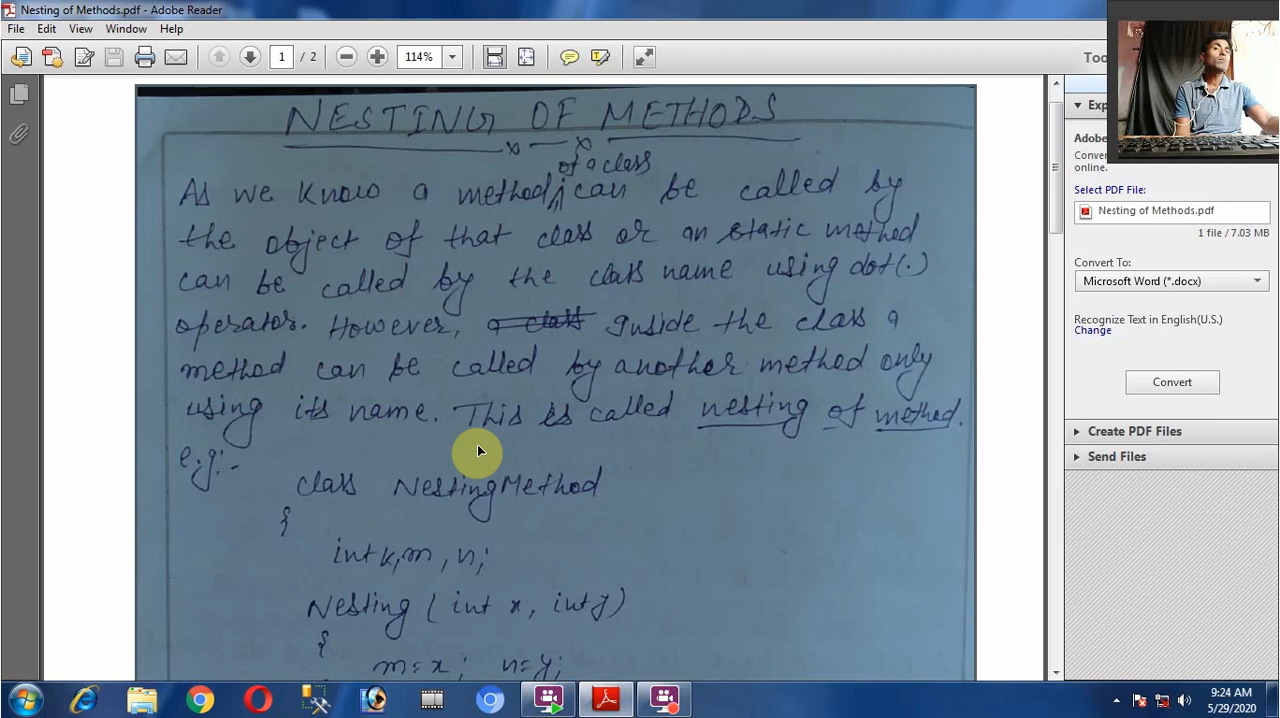 Nesting of Methods.pdf - Adobe Reader
File Edit View Window Help
1 / 2 114%
NESTING OF METHODS
of a class
As we know a method can be called by
the object of that class or an static method
can be called by the class name using dot(.)
operator. However, a class inside the class a
method can be called by another method only
using its name. This is called nesting of method.
e.g:-
class NestingMethod
{
int k, m, n;
Nesting ( int x, int y)
{
m = x; n = y;
Too
Exp
Adobe
Conver
online.
Select PDF File:
Nesting of Methods.pdf
1 file / 7.03 MB
Convert To:
Microsoft Word (*.docx)
Recognize Text in English(U.S.)
Change
Convert
Create PDF Files
Send Files
9:24 AM
5/29/2020